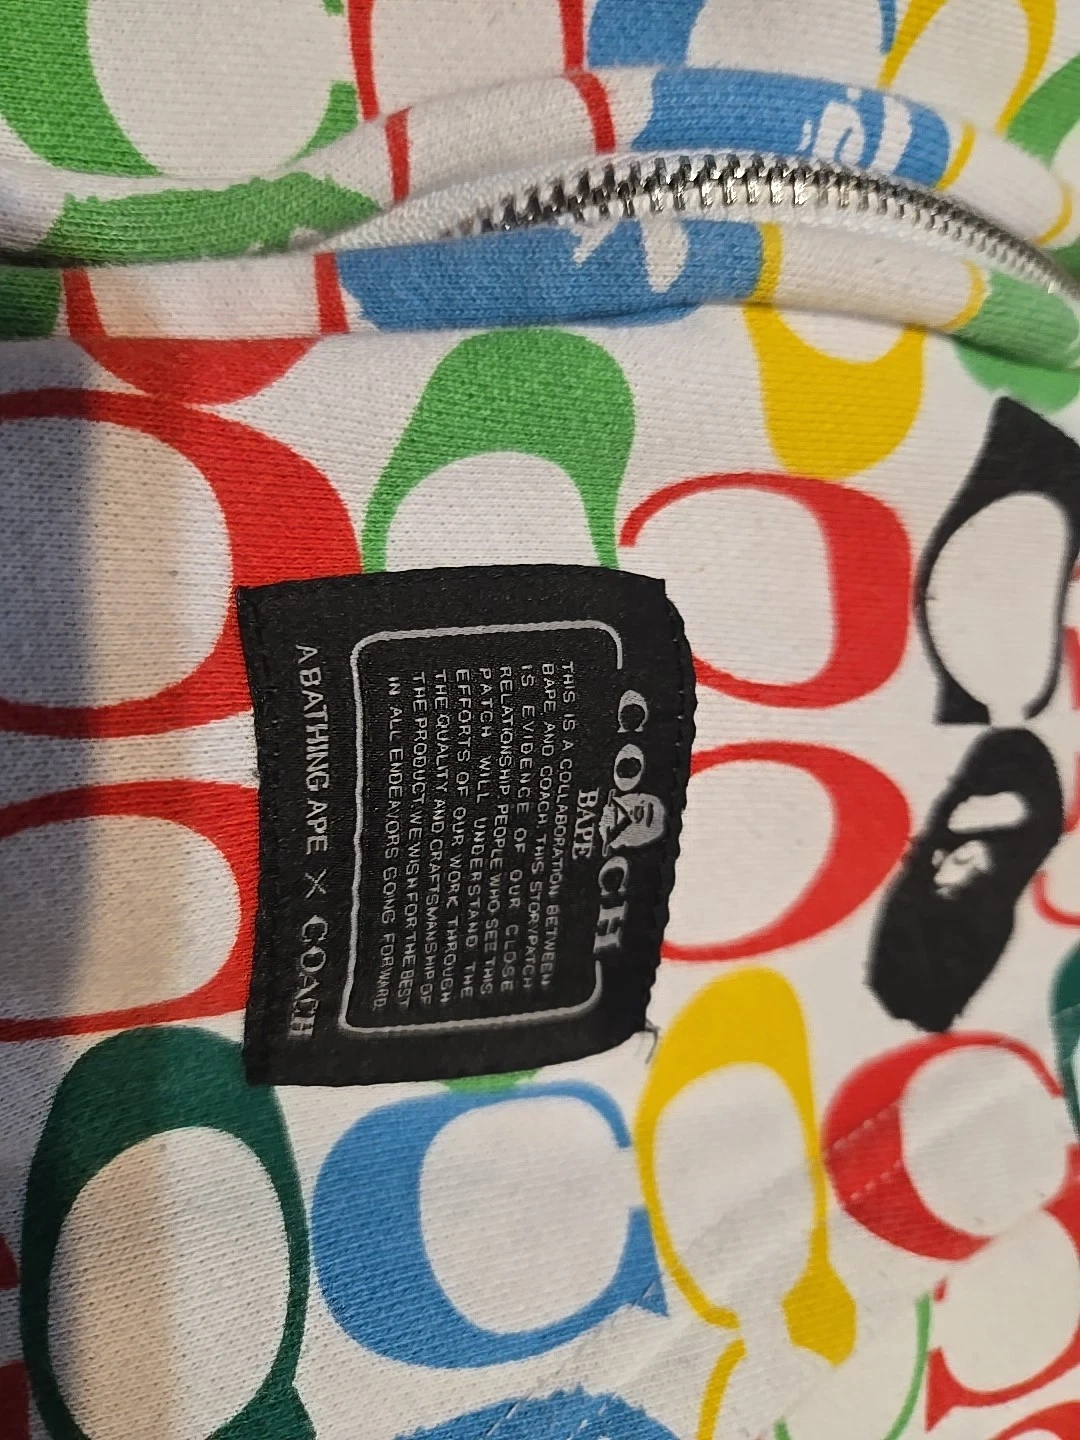 COACH
BAPE
THIS IS A COLLABORATION BETWEEN
BAPE AND COACH. THIS STORYPATCH
IS EVIDENCE OF OUR CLOSE
RELATIONSHIP. PEOPLE WHO SEE THIS
PATCH WILL UNDERSTAND THE
EFFORTS OF OUR WORK THROUGH
THE QUALITY AND CRAFTSMANSHIP OF
THE PRODUCT. WE WISH FOR THE BEST
IN ALL ENDEAVORS GOING FORWARD.
A BATHING APE X COACH